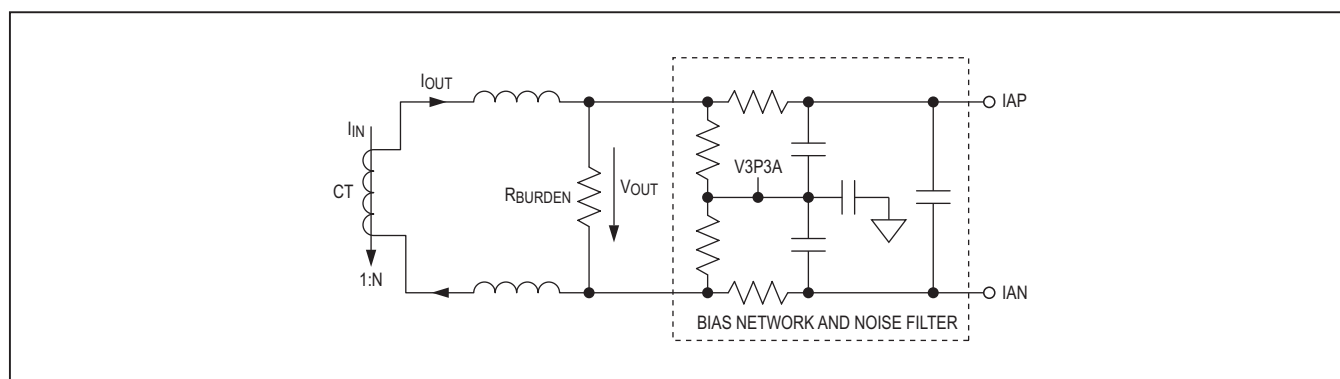 IOUT
IAP
IIN
V3P3A
CT
RBURDEN
VOUT
1:N
IAN
BIAS NETWORK AND NOISE FILTER